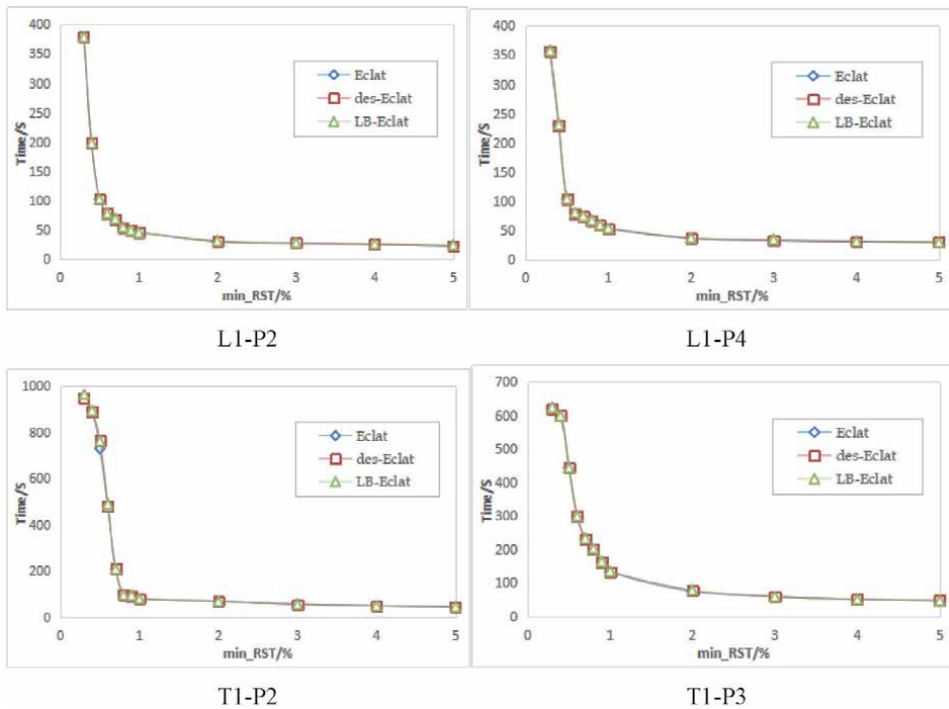 400
350
300
250
200
150
100
50
0
Time/S
Eclat
des-Eclat
LB-Eclat
0 1 2 3 4 5
min_RST/%
L1-P2
400
350
300
250
200
150
100
50
0
Time/S
Eclat
des-Eclat
LB-Eclat
0 1 2 3 4 5
min_RST/%
L1-P4
1000
800
600
400
200
0
Time/S
Eclat
des-Eclat
LB-Eclat
0 1 2 3 4 5
min_RST/%
T1-P2
700
600
500
400
300
200
100
0
Time/S
Eclat
des-Eclat
LB-Eclat
0 1 2 3 4 5
min_RST/%
T1-P3